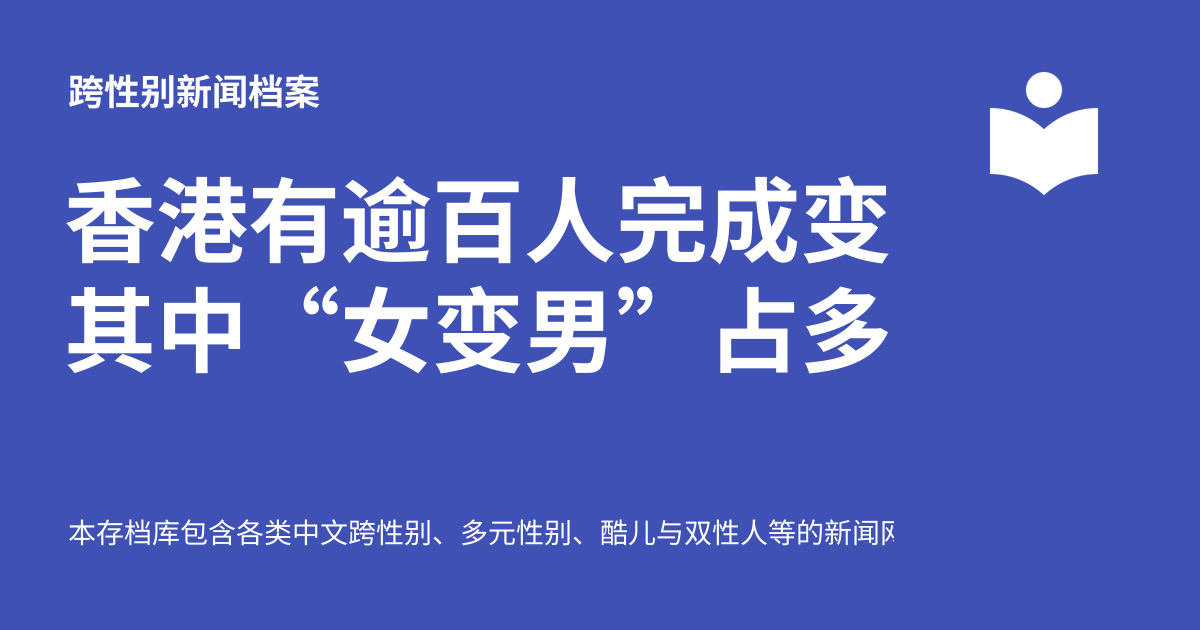 跨性别新闻档案
香港有逾百人完成变
其中“女变男”占多
本存档库包含各类中文跨性别、多元性别、酷儿与双性人等的新闻